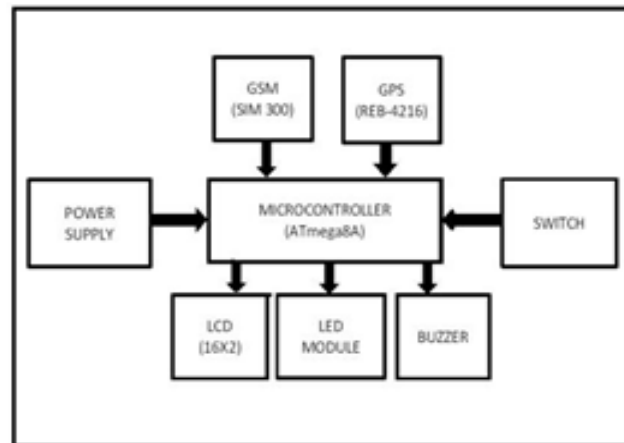 GSM
(SIM 300)
GPS
(REB-4216)
POWER
SUPPLY
MICROCONTROLLER
(ATmega8A)
SWITCH
LCD
(16X2)
LED
MODULE
BUZZER